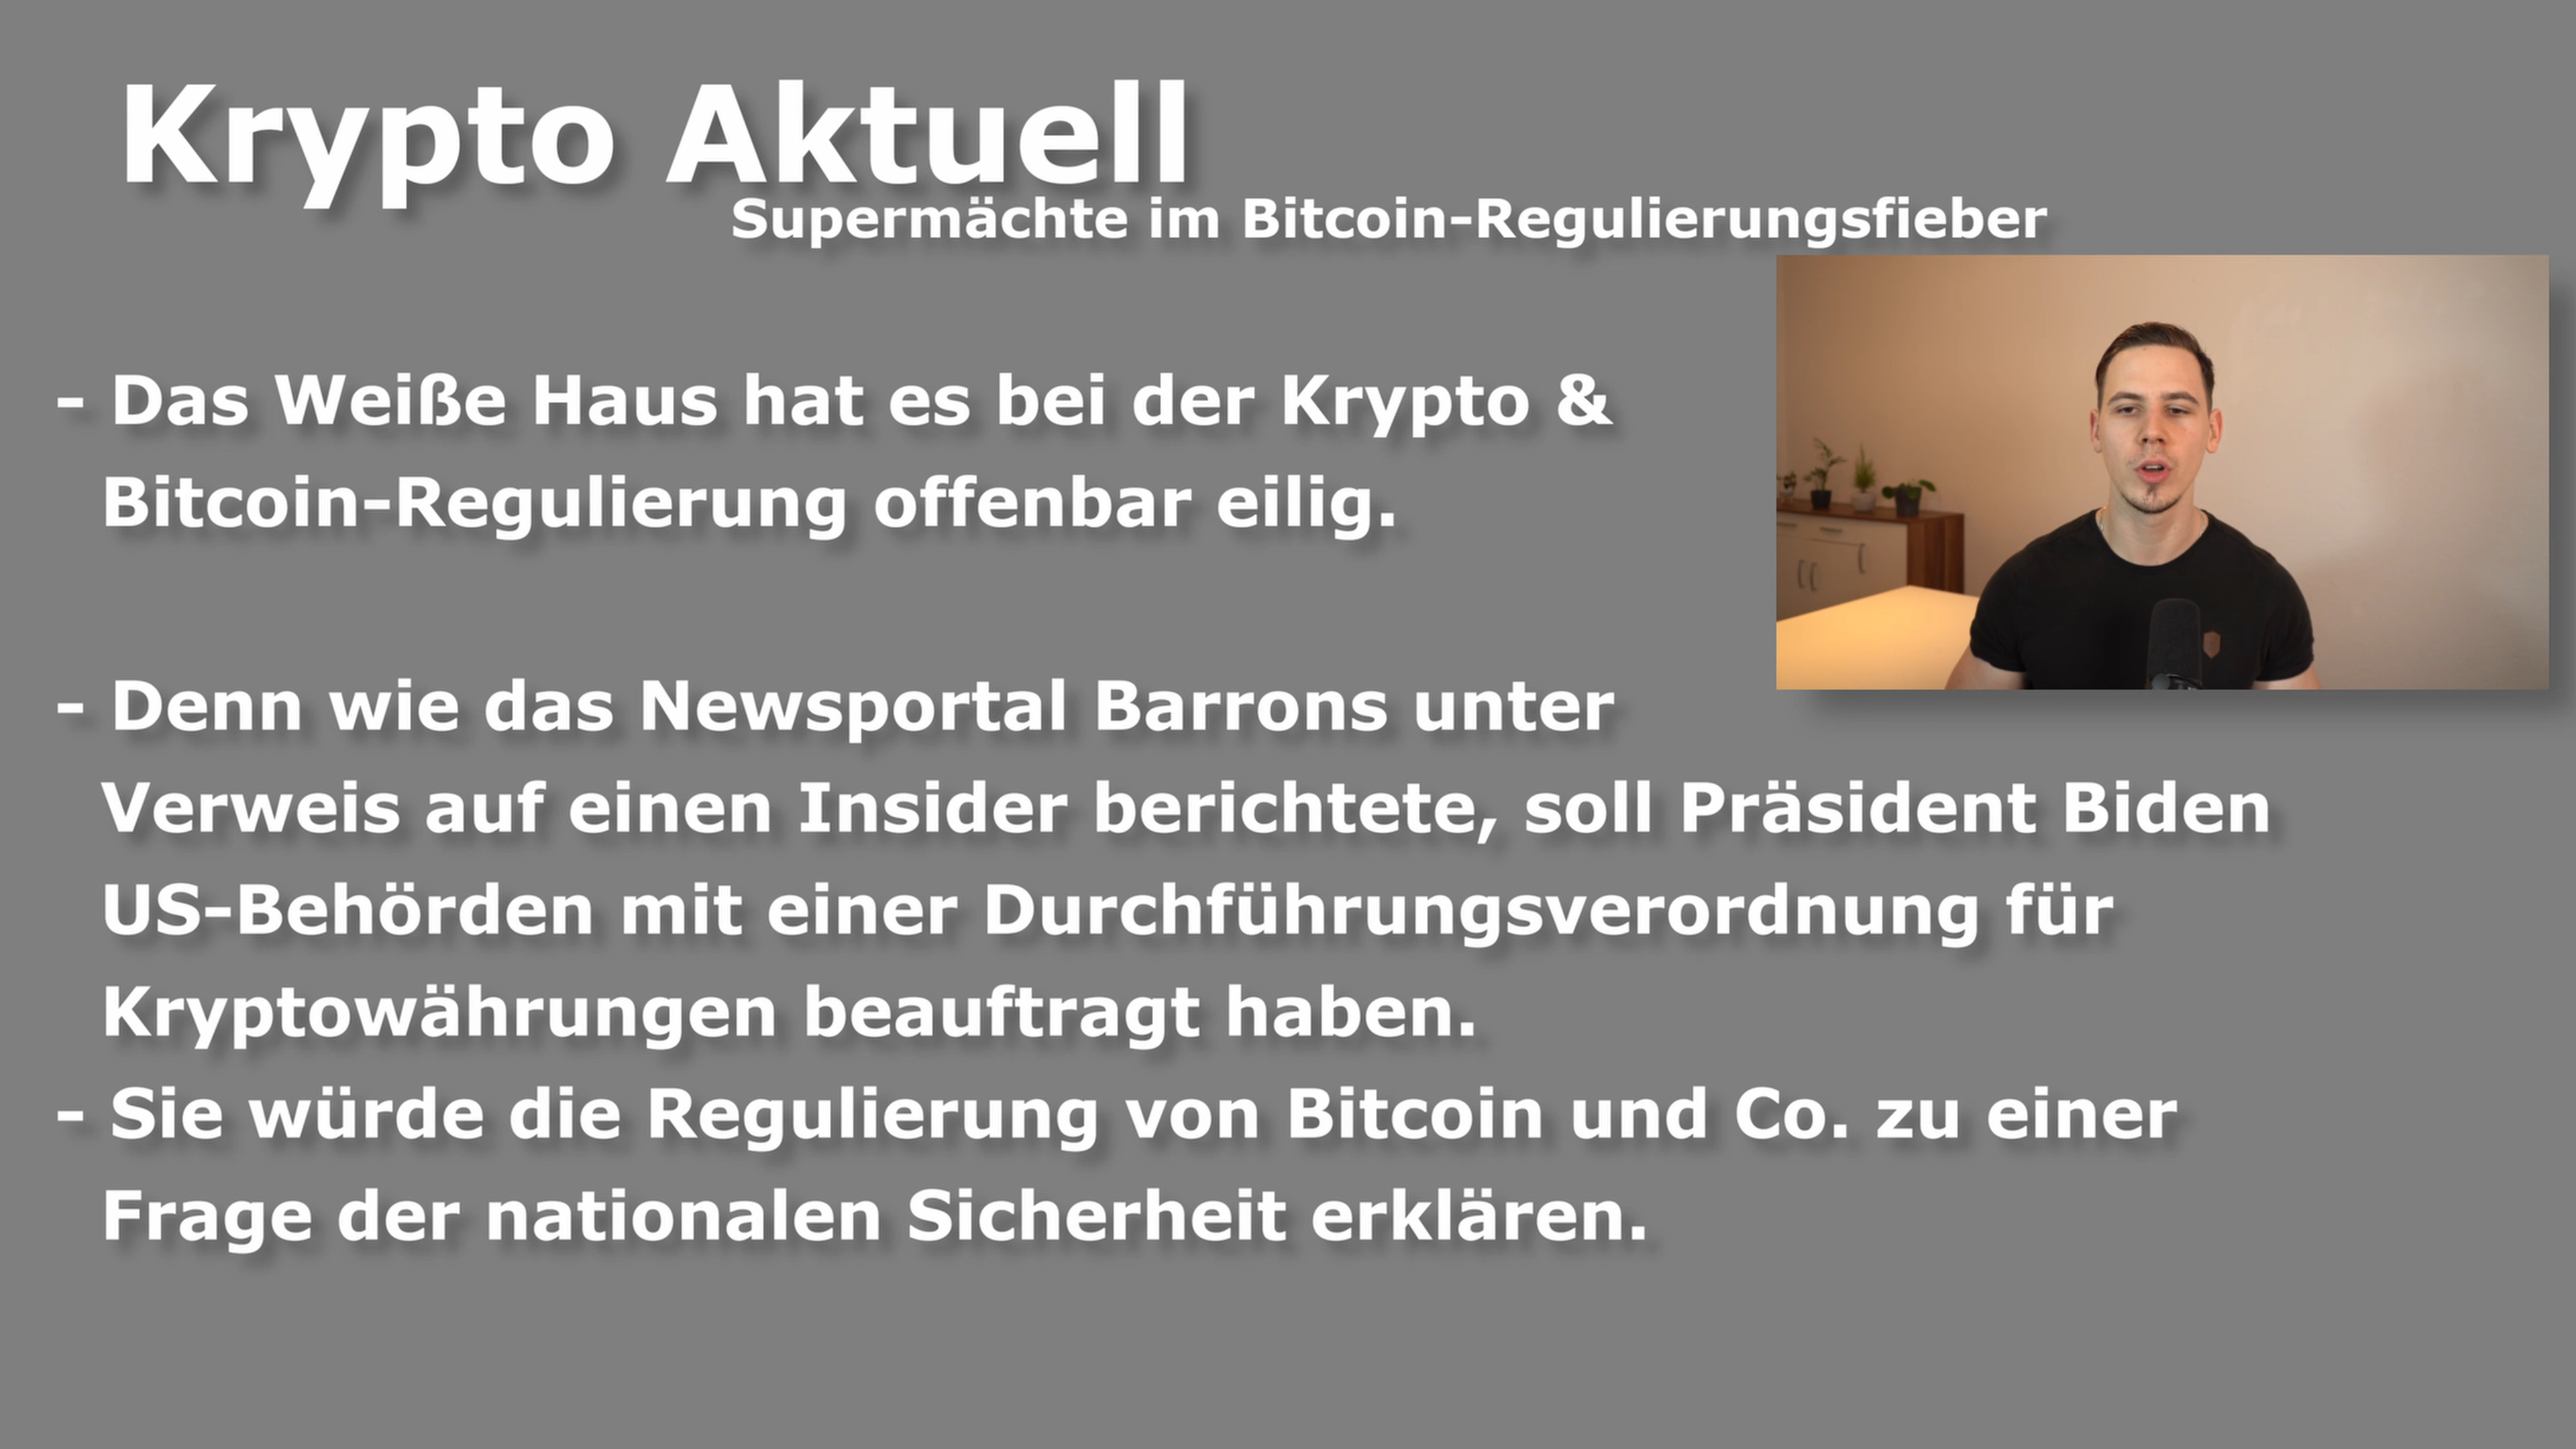 Krypto Aktuell
Supermächte im Bitcoin-Regulierungsfieber
- Das Weiße Haus hat es bei der Krypto &
Bitcoin-Regulierung offenbar eilig.
- Denn wie das Newsportal Barrons unter
Verweis auf einen Insider berichtete, soll Präsident Biden
US-Behörden mit einer Durchführungsverordnung für
Kryptowährungen beauftragt haben.
- Sie würde die Regulierung von Bitcoin und Co. zu einer
Frage der nationalen Sicherheit erklären.